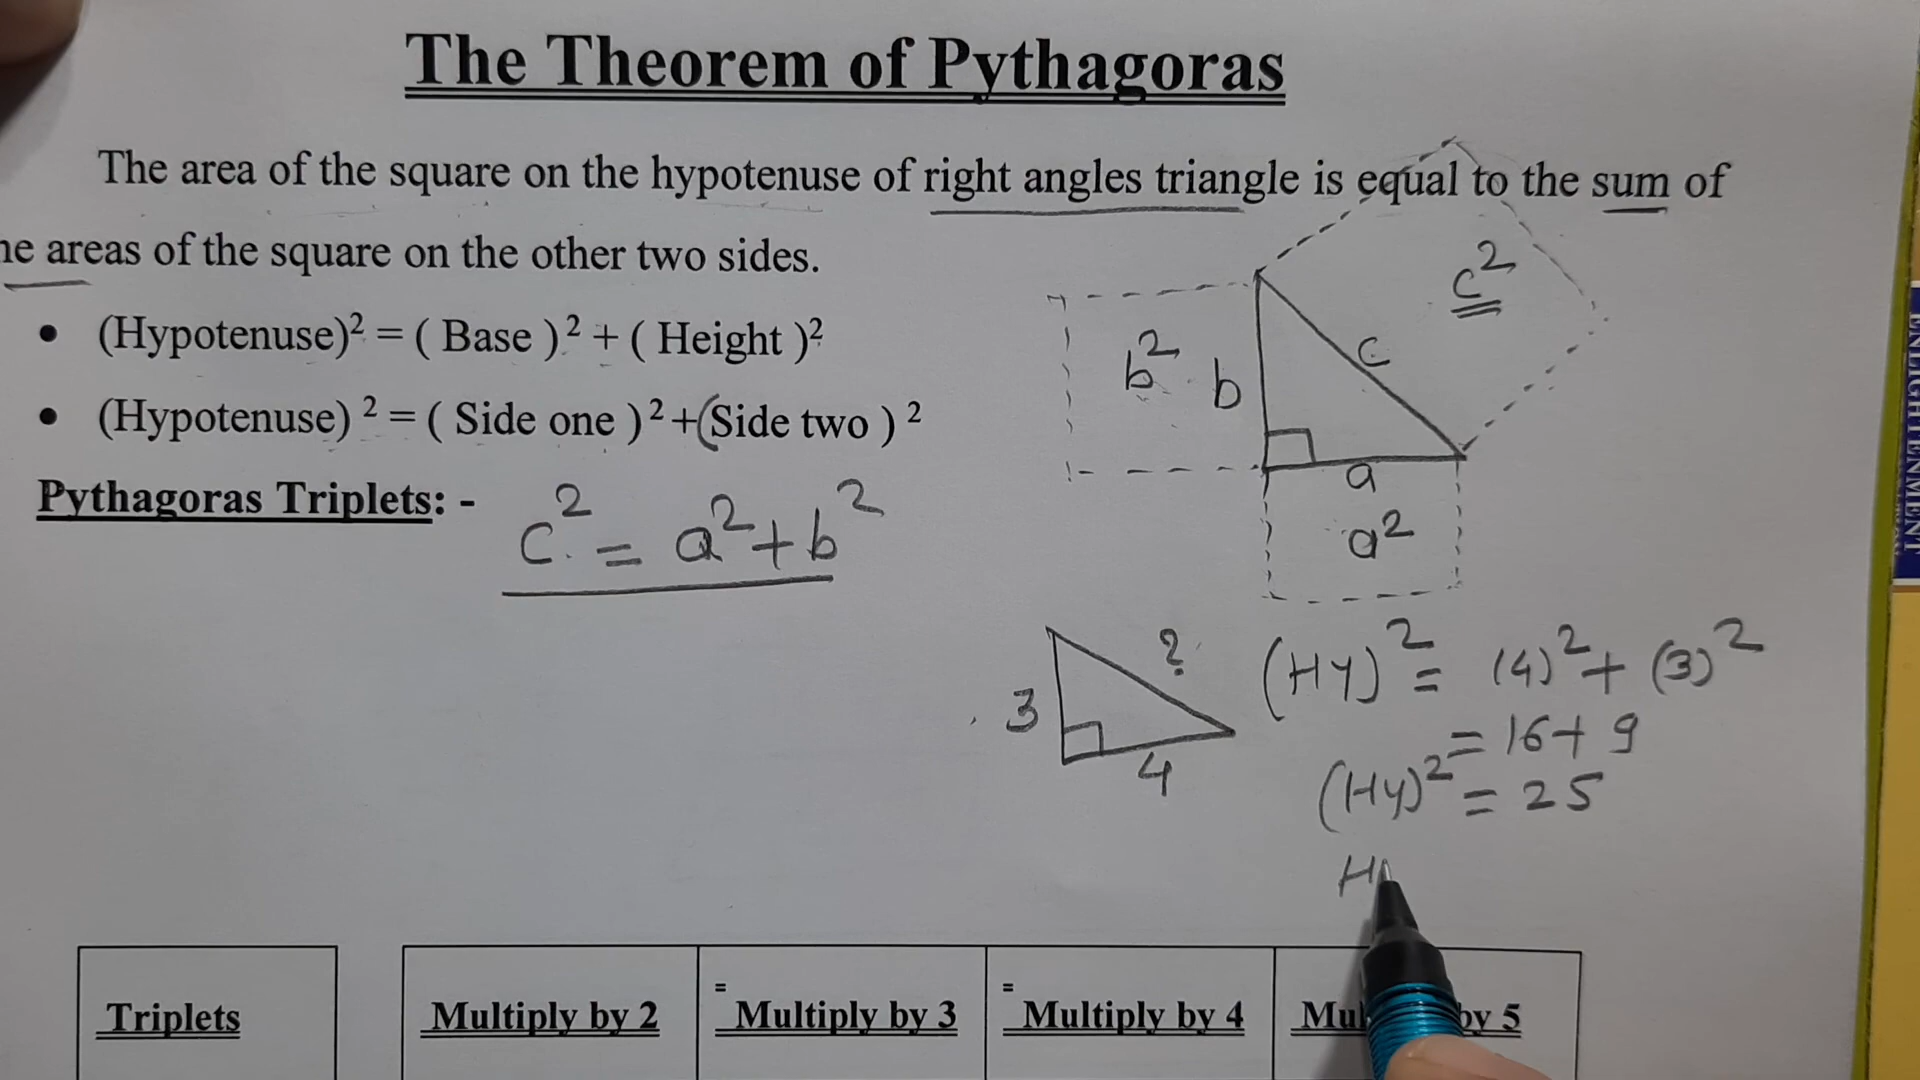 The Theorem of Pythagoras
The area of the square on the hypotenuse of right angles triangle is equal to the sum of
areas of the square on the other two sides.
• (Hypotenuse)² = ( Base )² + ( Height )²
• (Hypotenuse) ² = ( Side one )² + (Side two ) ²
Pythagoras Triplets: -
c² = a² + b²
c²
b²
b
c
a
a²
3
?
4
(Hy)² = (4)² + (3)²
= 16 + 9
(Hy)² = 25
H
Triplets
Multiply by 2
= Multiply by 3
= Multiply by 4
by 5
ENLIGHTENMENT